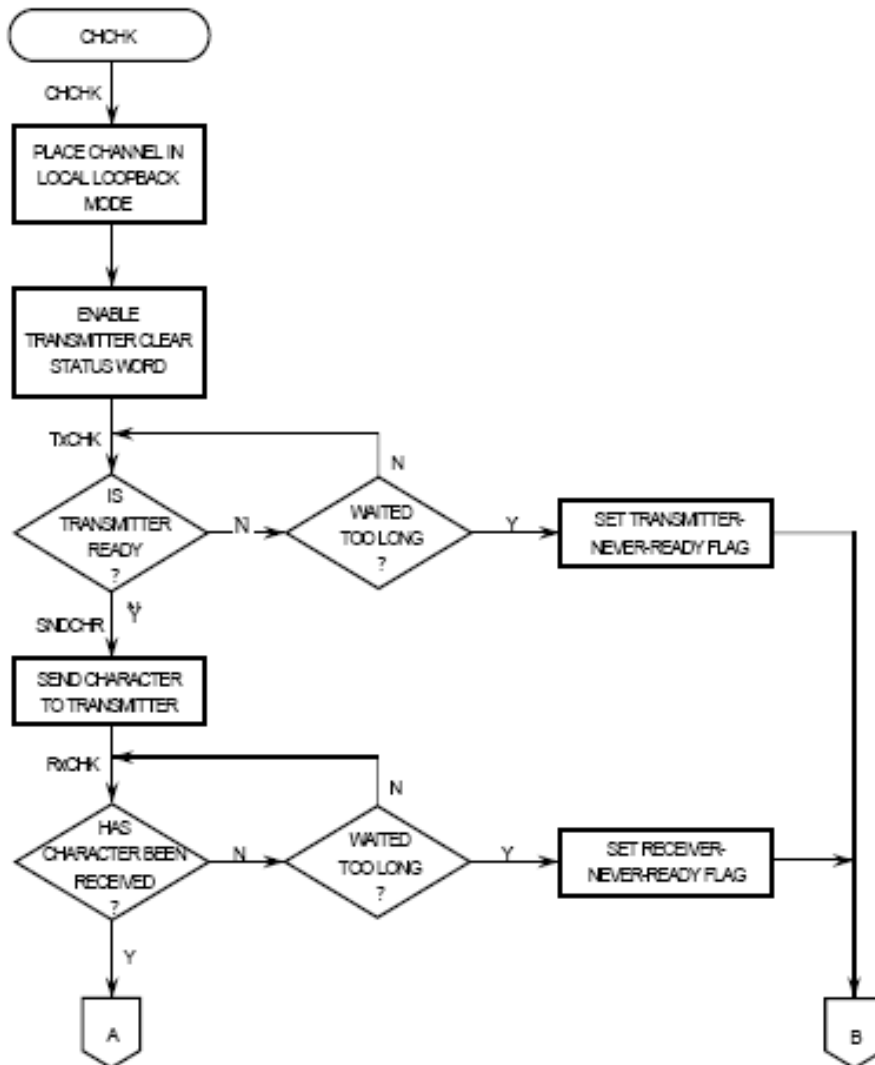 CHCHK
CHCHK
PLACE CHANNEL IN
LOCAL LOOPBACK
MODE
ENABLE
TRANSMITTER CLEAR
STATUS WORD
TxCHK
N
IS
TRANSMITTER
READY
?
N
WAITED
TOO LONG
?
Y
SET TRANSMITTER-
NEVER-READY FLAG
Y
SNDCHR
SEND CHARACTER
TO TRANSMITTER
RxCHK
N
HAS
CHARACTER BEEN
RECEIVED
?
N
WAITED
TOO LONG
?
Y
SET RECEIVER-
NEVER-READY FLAG
Y
A
B